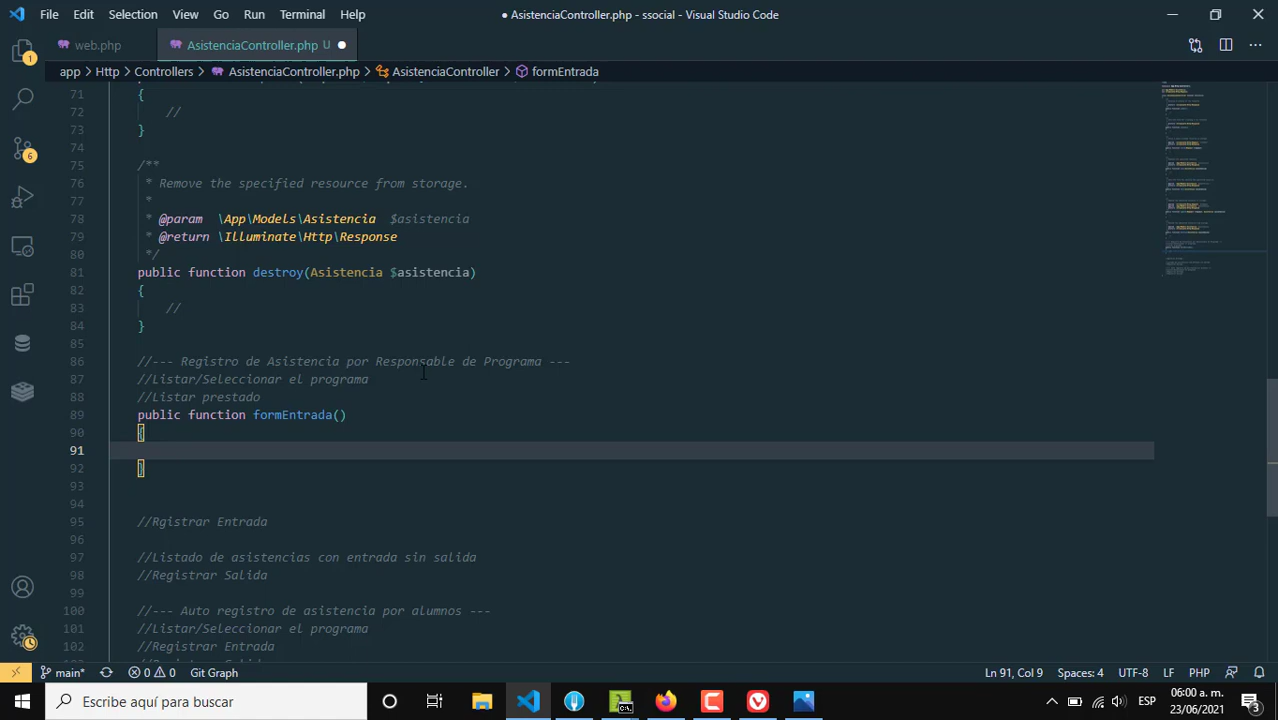 File Edit Selection View Go Run Terminal Help
● AsistenciaController.php - ssocial - Visual Studio Code
web.php
AsistenciaController.php U ●
app > Http > Controllers > AsistenciaController.php > AsistenciaController > formEntrada
71 {
72 //
73 }
74
75 /**
76 * Remove the specified resource from storage.
77 *
78 * @param \App\Models\Asistencia $asistencia
79 * @return \Illuminate\Http\Response
80 */
81 public function destroy(Asistencia $asistencia)
82 {
83 //
84 }
85
86 //--- Registro de Asistencia por Responsable de Programa ---
87 //Listar/Seleccionar el programa
88 //Listar prestado
89 public function formEntrada()
90 {
91
92 }
93
94
95 //Rgistrar Entrada
96
97 //Listado de asistencias con entrada sin salida
98 //Registrar Salida
99
100 //--- Auto registro de asistencia por alumnos ---
101 //Listar/Seleccionar el programa
102 //Registrar Entrada
1
6
main* 0 0 Git Graph
Ln 91, Col 9 Spaces: 4 UTF-8 LF PHP
Escribe aquí para buscar
ESP
06:00 a. m.
23/06/2021
3